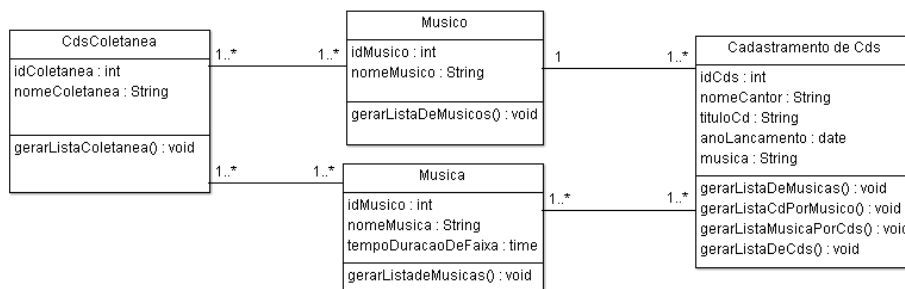 CdsColetanea
idColetanea : int
nomeColetanea : String
gerarListaColetanea() : void
1..*
1..*
1..*
1..*
Musico
idMusico : int
nomeMusico : String
gerarListaDeMusicos() : void
Musica
idMusico : int
nomeMusica : String
tempoDuracaoDeFaixa : time
gerarListadeMusicas() : void
1
1..*
1..*
1..*
Cadastramento de Cds
idCds : int
nomeCantor : String
tituloCd : String
anoLancamento : date
musica : String
gerarListaDeMusicas() : void
gerarListaCdPorMusico() : void
gerarListaMusicaPorCds() : void
gerarListaDeCds() : void